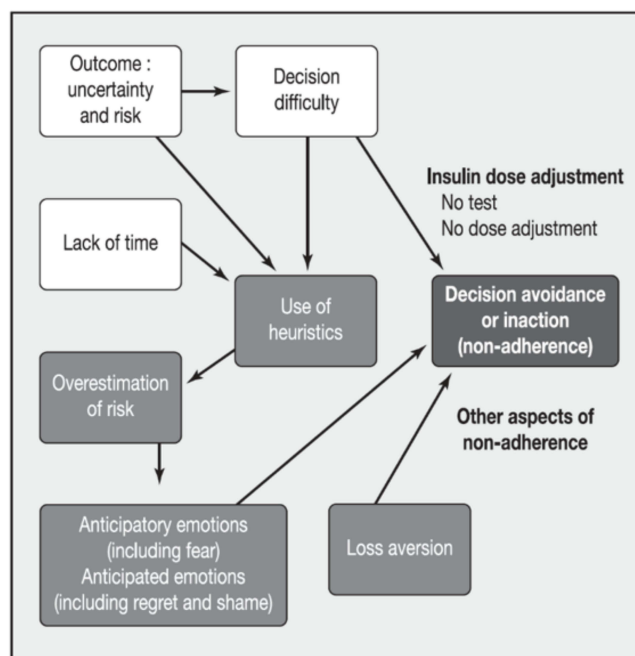 Outcome :
uncertainty
and risk
Decision
difficulty
Insulin dose adjustment
No test
No dose adjustment
Lack of time
Use of
heuristics
Decision avoidance
or inaction
(non-adherence)
Overestimation
of risk
Other aspects of
non-adherence
Anticipatory emotions
(including fear)
Anticipated emotions
(including regret and shame)
Loss aversion